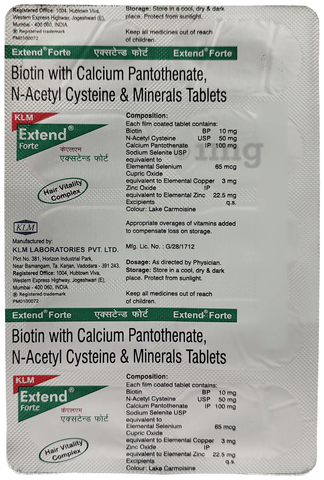 Registered Office: 1004, Hubtown Viva,
Western Express Highway, Jogeshwari (E),
Mumbai - 400 060, INDIA.
® Registered trademark
PM0100072
Storage: Store in a cool, dry & dark
place. Protect from sunlight.
Keep all medicines out of reach
of children.
Extend® Forte एक्सटेन्ड फोर्ट Extend® Forte
Biotin with Calcium Pantothenate,
N-Acetyl Cysteine & Minerals Tablets
KLM
Extend®
Forte
केएलएम
एक्सटेन्ड फोर्ट
Hair Vitality
Complex
KLM
Manufactured by:
KLM LABORATORIES PVT. LTD.
Plot No. 381, Horizon Industrial Park,
Near Bamangam, Ta. Karjan, Vadodara - 391 243.
Registered Office: 1004, Hubtown Viva,
Western Express Highway, Jogeshwari (E),
Mumbai - 400 060, INDIA.
® Registered trademark
PM0100072
Composition:
Each film coated tablet contains:
Biotin BP 10 mg
N-Acetyl Cysteine USP 50 mg
Calcium Pantothenate IP 100 mg
Sodium Selenite USP
equivalent to
Elemental Selenium 65 mcg
Cupric Oxide
equivalent to Elemental Copper 3 mg
Zinc Oxide IP
equivalent to Elemental Zinc 22.5 mg
Excipients q.s.
Colour: Lake Carmoisine
Appropriate overages of vitamins added
to compensate loss on storage.
Mfg. Lic. No.: G/28/1712
Dosage: As directed by Physician.
Storage: Store in a cool, dry & dark
place. Protect from sunlight.
Keep all medicines out of reach
of children.
Extend® Forte एक्सटेन्ड फोर्ट Extend® Forte
Biotin with Calcium Pantothenate,
N-Acetyl Cysteine & Minerals Tablets
KLM
Extend®
Forte
केएलएम
एक्सटेन्ड फोर्ट
Hair Vitality
Complex
Composition:
Each film coated tablet contains:
Biotin BP 10 mg
N-Acetyl Cysteine USP 50 mg
Calcium Pantothenate IP 100 mg
Sodium Selenite USP
equivalent to
Elemental Selenium 65 mcg
Cupric Oxide
equivalent to Elemental Copper 3 mg
Zinc Oxide IP
equivalent to Elemental Zinc 22.5 mg
Excipients q.s.
Colour: Lake Carmoisine